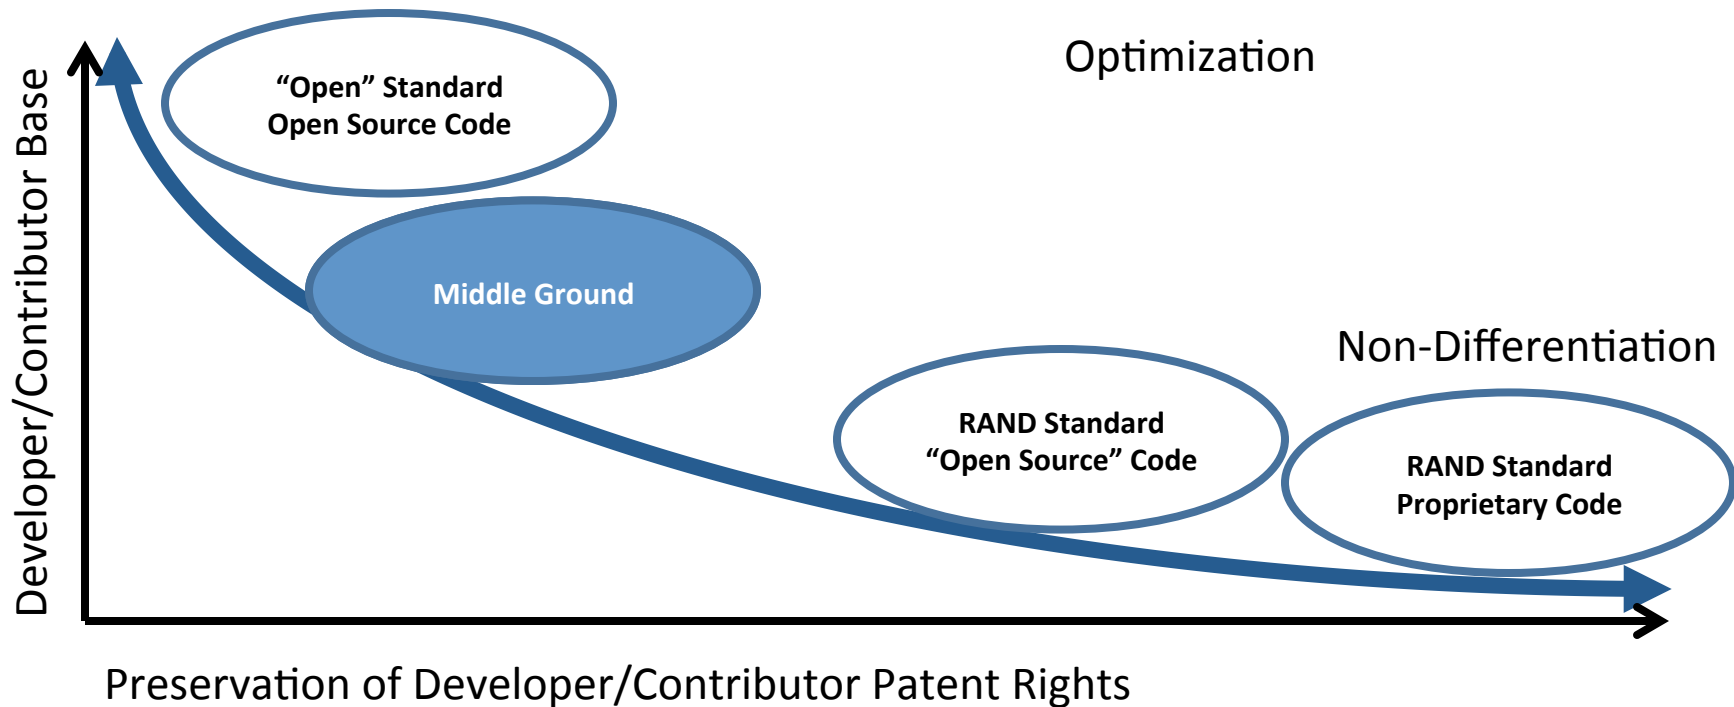 Optimization
Developer/Contributor Base
“Open” Standard
Open Source Code
Middle Ground
Non-Differentiation
RAND Standard
“Open Source” Code
RAND Standard
Proprietary Code
Preservation of Developer/Contributor Patent Rights